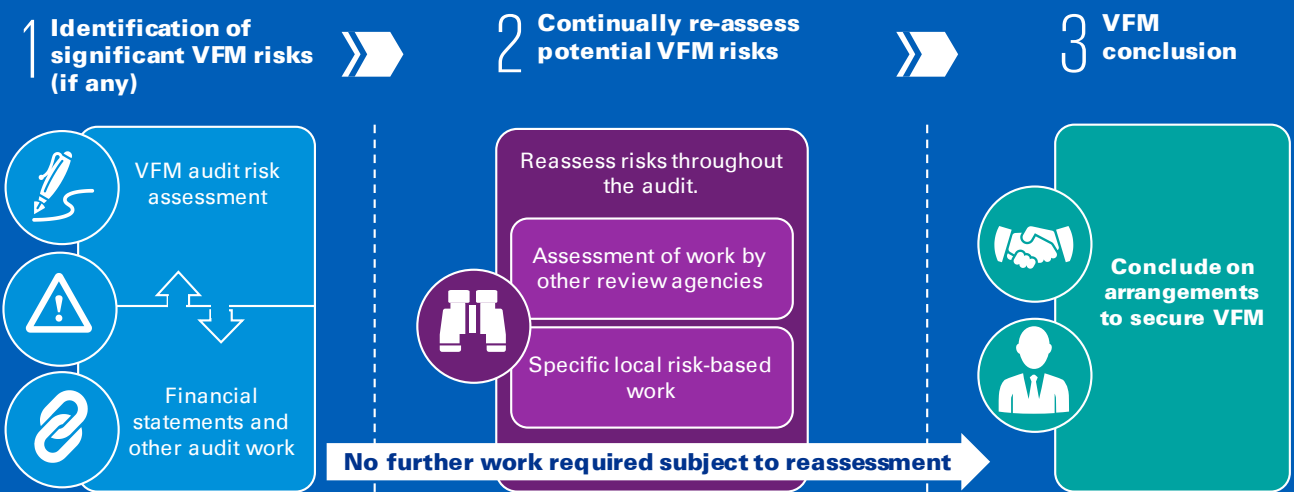 1
Identification of
significant VFM risks
(if any)
2
Continually re-assess
potential VFM risks
3
VFM
conclusion
VFM audit risk
assessment
Financial
statements and
other audit work
Reassess risks throughout
the audit.
Assessment of work by
other review agencies
Specific local risk-based
work
Conclude on
arrangements
to secure VFM
No further work required subject to reassessment